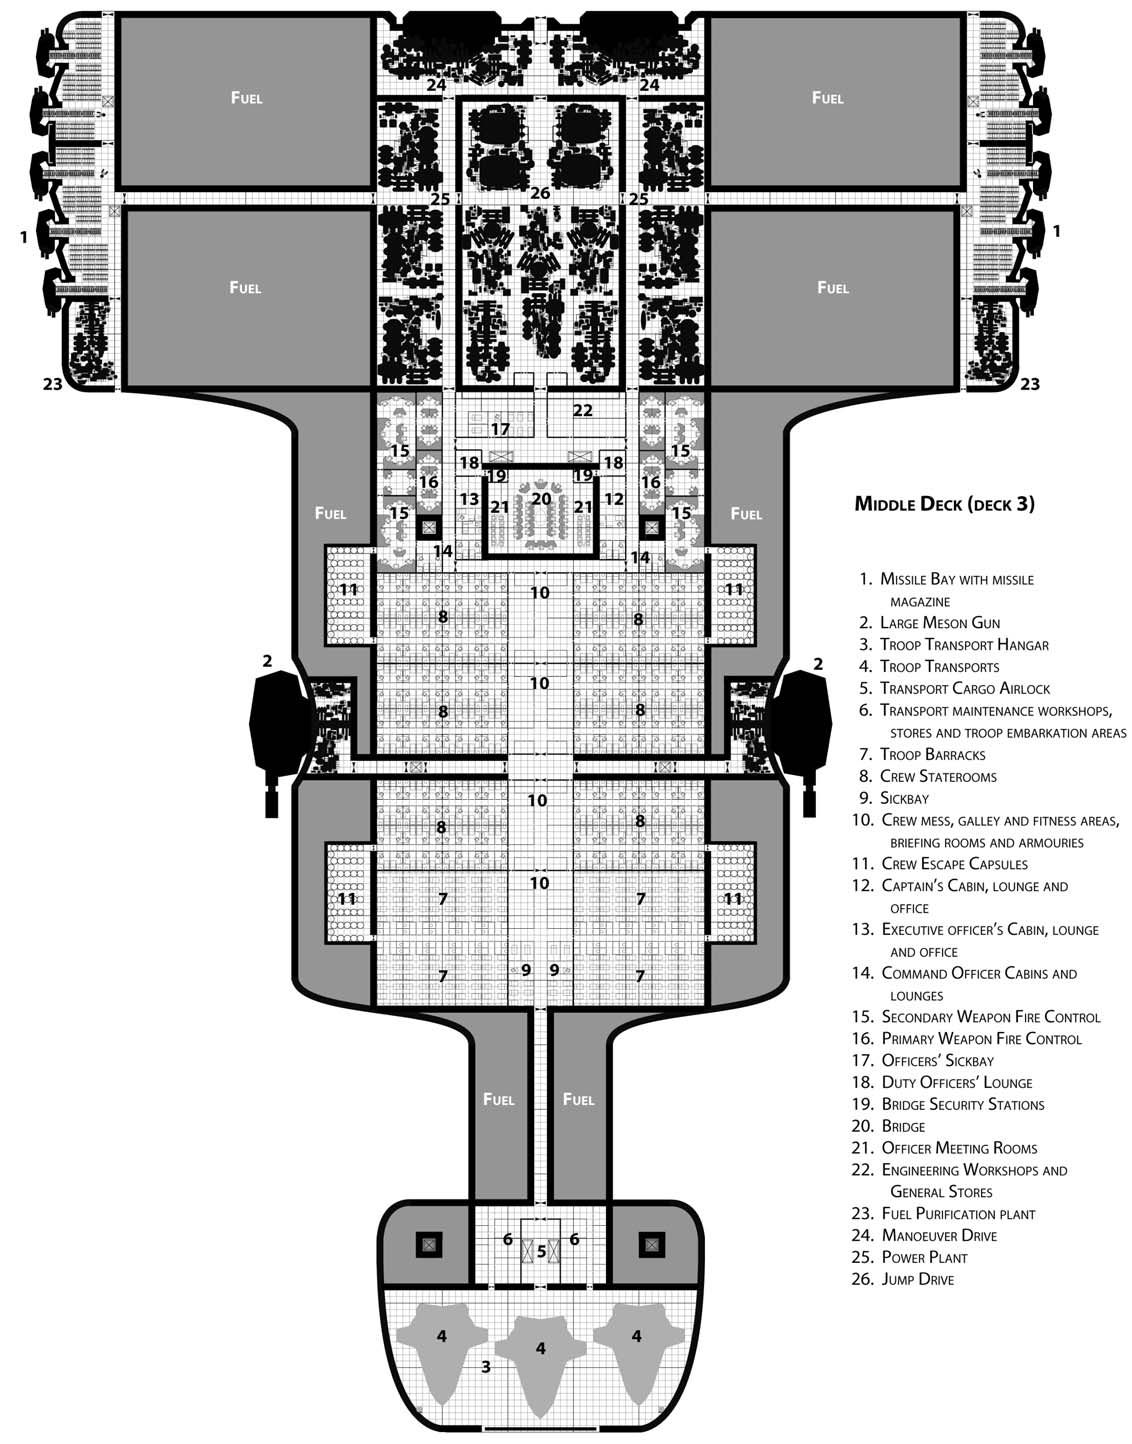 24 24
Fuel Fuel
26
25 25
1 1
Fuel Fuel
23 23
22
17
15 15
18 18
16 19 19 16
13 20 12
21 21
15 15
Middle Deck (deck 3)
Fuel Fuel
14 14
1. Missile Bay with missile
magazine
11 10 11
8 8
2. Large Meson Gun
3. Troop Transport Hangar
2 2
4. Troop Transports
10
5. Transport Cargo Airlock
8 8
6. Transport maintenance workshops,
stores and troop embarkation areas
7. Troop Barracks
8. Crew Staterooms
9. Sickbay
10
8 8
10. Crew mess, galley and fitness areas,
briefing rooms and armouries
11. Crew Escape Capsules
10
12. Captain's Cabin, lounge and
office
11 7 7 11
13. Executive officer's Cabin, lounge
and office
9 9
7 7
14. Command Officer Cabins and
lounges
15. Secondary Weapon Fire Control
16. Primary Weapon Fire Control
17. Officers' Sickbay
18. Duty Officers' Lounge
Fuel Fuel
19. Bridge Security Stations
20. Bridge
21. Officer Meeting Rooms
22. Engineering Workshops and
General Stores
23. Fuel Purification plant
24. Manoeuver Drive
6 6
5
25. Power Plant
26. Jump Drive
4 4 4
3